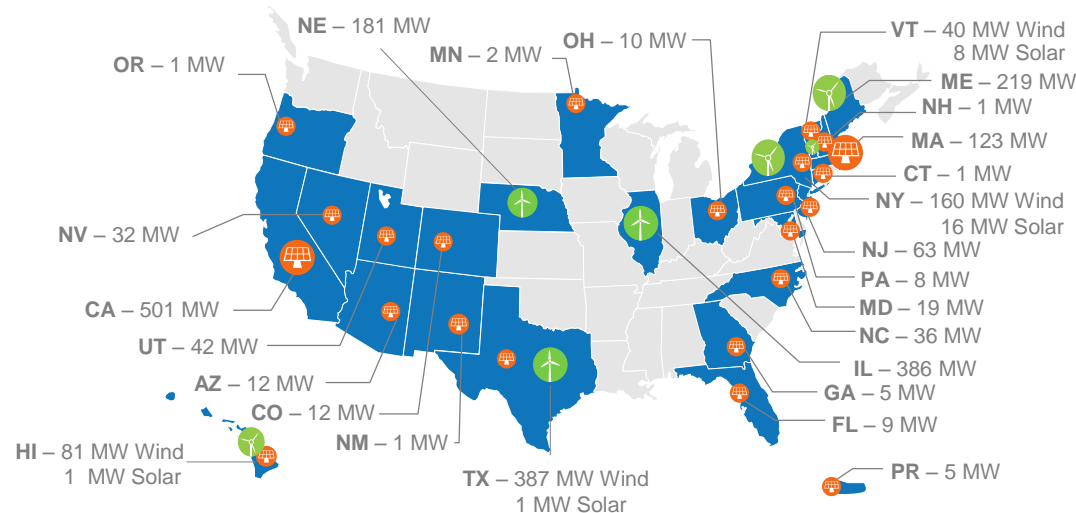 NE – 181 MW
MN – 2 MW
OH – 10 MW
VT – 40 MW Wind
8 MW Solar
OR – 1 MW
ME – 219 MW
NH – 1 MW
MA – 123 MW
CT – 1 MW
NY – 160 MW Wind
16 MW Solar
NV – 32 MW
NJ – 63 MW
PA – 8 MW
CA – 501 MW
MD – 19 MW
NC – 36 MW
UT – 42 MW
IL – 386 MW
AZ – 12 MW
GA – 5 MW
CO – 12 MW
FL – 9 MW
NM – 1 MW
HI – 81 MW Wind
1 MW Solar
TX – 387 MW Wind
1 MW Solar
PR – 5 MW